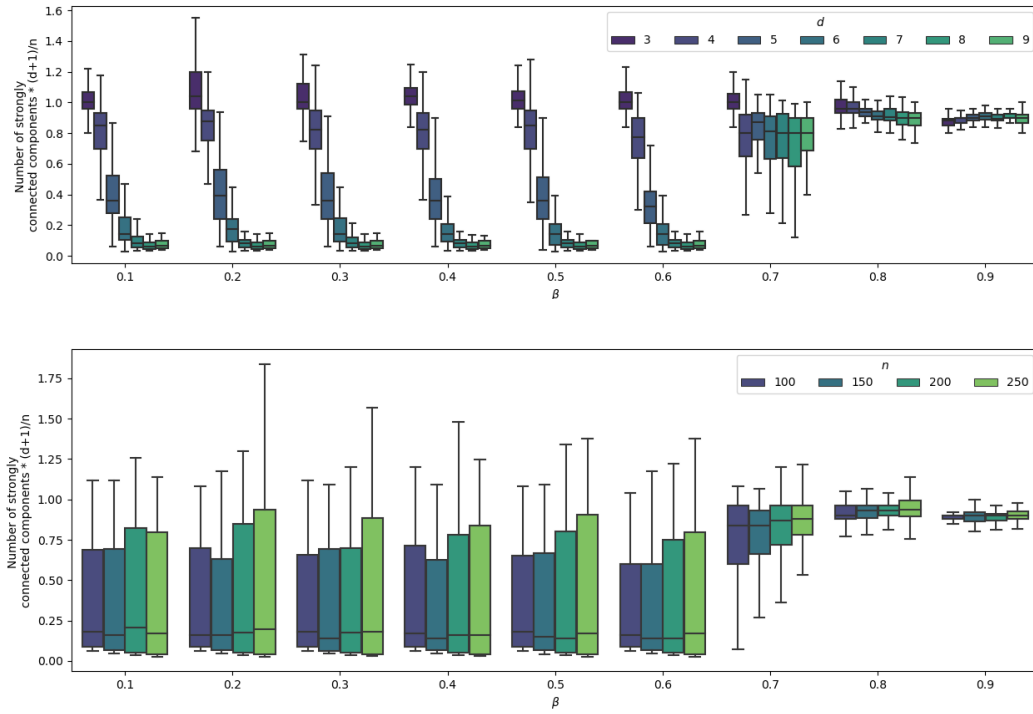 Number of strongly
connected components * (d+1)/n
1.6
1.4
1.2
1.0
0.8
0.6
0.4
0.2
0.0
d
3 4 5 6 7 8 9
0.1 0.2 0.3 0.4 0.5 0.6 0.7 0.8 0.9
β
Number of strongly
connected components * (d+1)/n
1.75
1.50
1.25
1.00
0.75
0.50
0.25
0.00
n
100 150 200 250
0.1 0.2 0.3 0.4 0.5 0.6 0.7 0.8 0.9
β